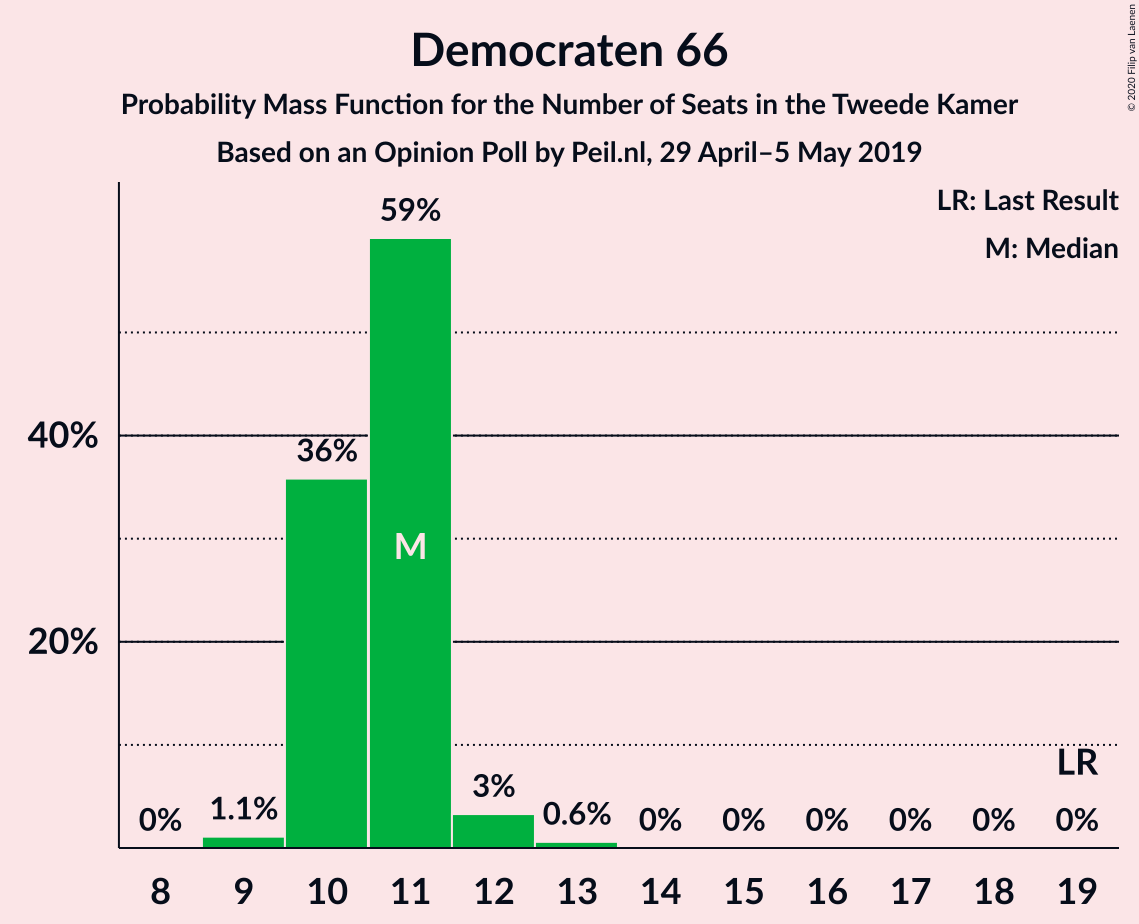 © 2020 Filip van Laenen
Democraten 66
Probability Mass Function for the Number of Seats in the Tweede Kamer
Based on an Opinion Poll by Peil.nl, 29 April–5 May 2019
LR: Last Result
M: Median
59%
40%
36%
M
20%
LR
0% 1.1% 3% 0.6% 0% 0% 0% 0% 0% 0%
8 9 10 11 12 13 14 15 16 17 18 19